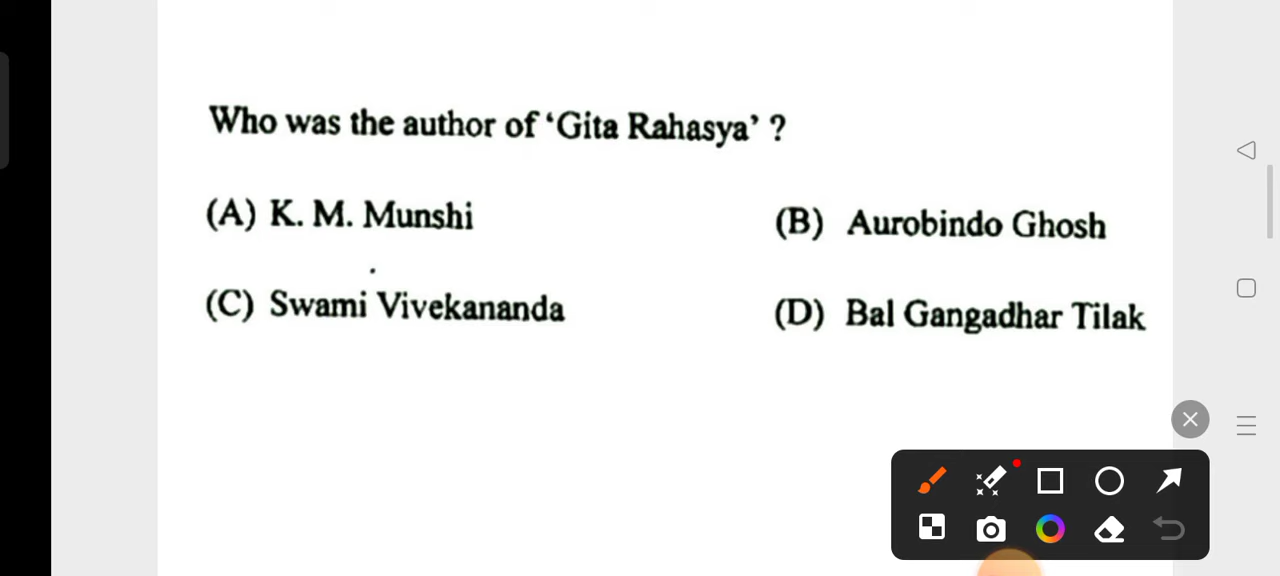 Who was the author of ‘Gita Rahasya’ ?
(A) K. M. Munshi (B) Aurobindo Ghosh
(C) Swami Vivekananda (D) Bal Gangadhar Tilak